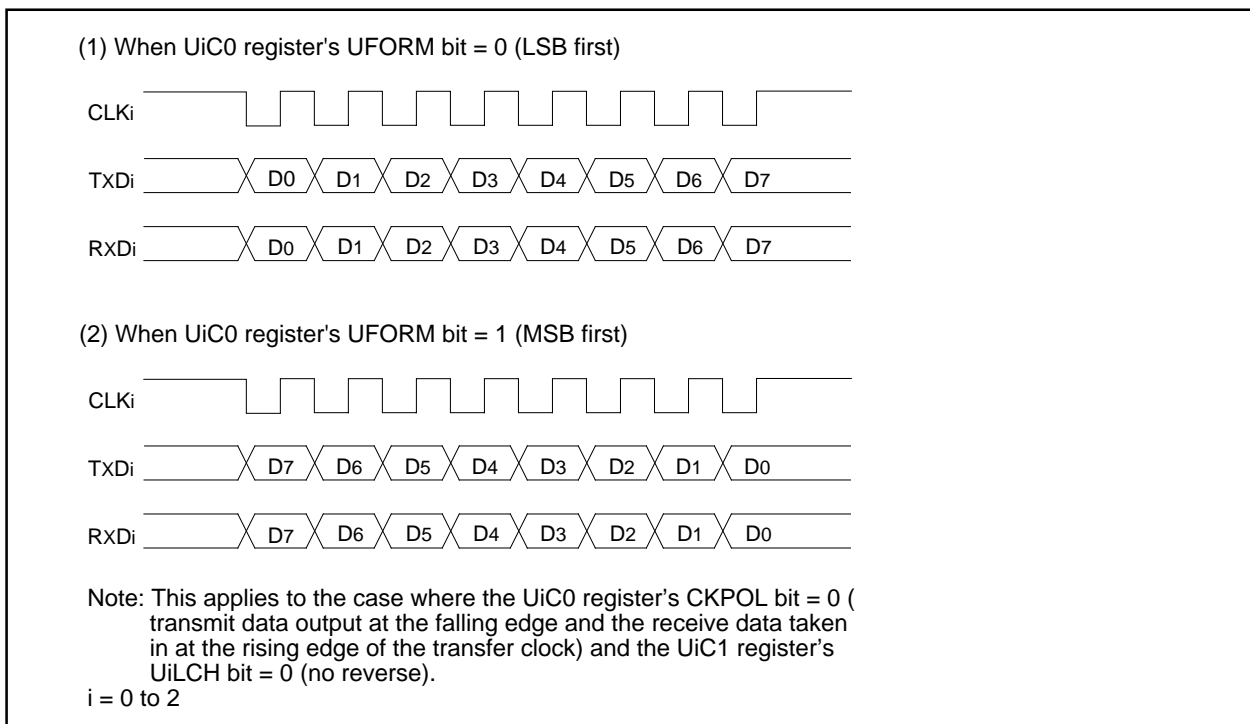 (1) When UiC0 register's UFORM bit = 0 (LSB first)
CLKi
TXDi D0 D1 D2 D3 D4 D5 D6 D7
RXDi D0 D1 D2 D3 D4 D5 D6 D7
(2) When UiC0 register's UFORM bit = 1 (MSB first)
CLKi
TXDi D7 D6 D5 D4 D3 D2 D1 D0
RXDi D7 D6 D5 D4 D3 D2 D1 D0
Note: This applies to the case where the UiC0 register’s CKPOL bit = 0 (
transmit data output at the falling edge and the receive data taken
in at the rising edge of the transfer clock) and the UiC1 register’s
UiLCH bit = 0 (no reverse).
i = 0 to 2